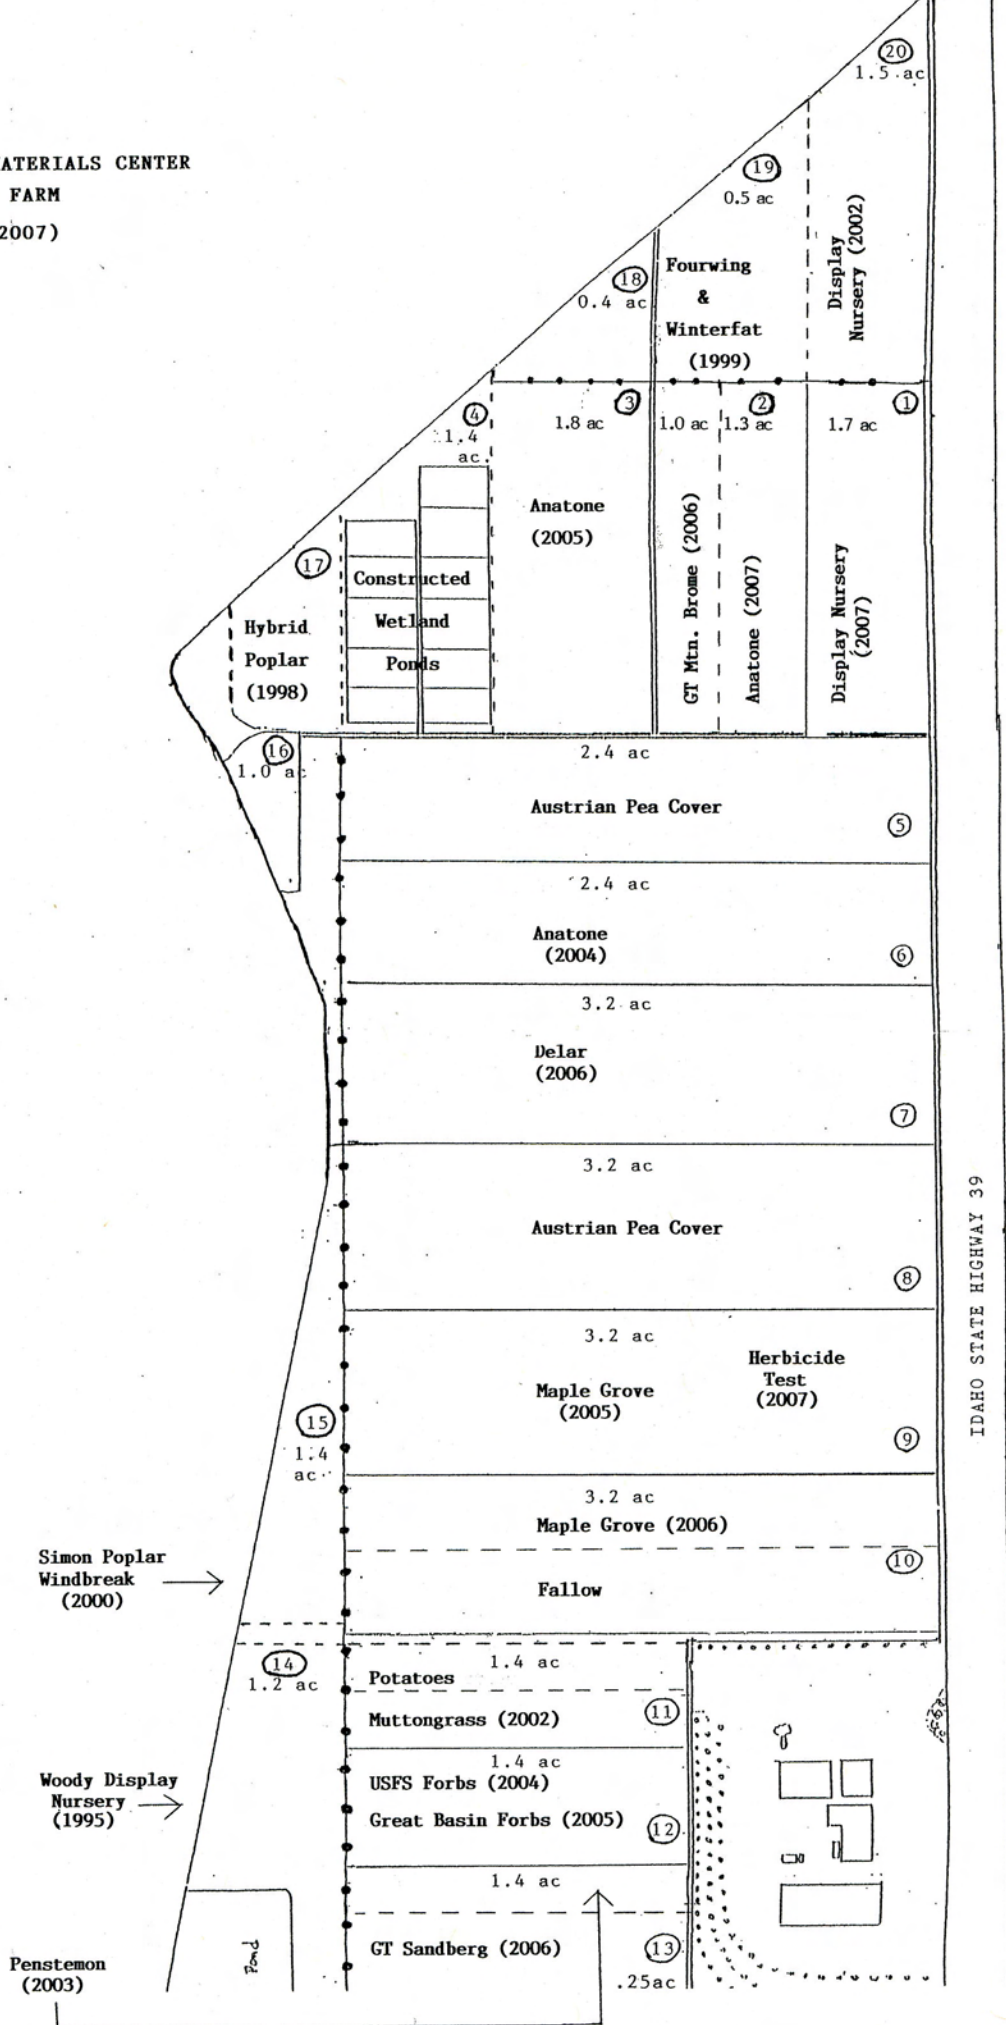 ATERIALS CENTER
FARM
2007)
20
1.5 ac
19
0.5 ac
Display
Nursery (2002)
18
0.4 ac
Fourwing
&
Winterfat
(1999)
4
1.4
ac.
3
1.8 ac
1.0 ac
2
1.3 ac
1
1.7 ac
Anatone
(2005)
GT Mtn. Brome (2006)
Anatone (2007)
Display Nursery
(2007)
17
Hybrid
Poplar
(1998)
Constructed
Wetland
Ponds
16
1.0 ac
2.4 ac
Austrian Pea Cover
5
2.4 ac
Anatone
(2004)
6
3.2 ac
Delar
(2006)
7
3.2 ac
Austrian Pea Cover
8
3.2 ac
Maple Grove
(2005)
Herbicide
Test
(2007)
9
15
1.4
ac
3.2 ac
Maple Grove (2006)
10
Fallow
IDAHO STATE HIGHWAY 39
Simon Poplar
Windbreak
(2000)
14
1.2 ac
1.4 ac
Potatoes
Muttongrass (2002)
11
1.4 ac
USFS Forbs (2004)
Great Basin Forbs (2005)
12
Woody Display
Nursery
(1995)
1.4 ac
GT Sandberg (2006)
13
.25ac
Pond
Penstemon
(2003)